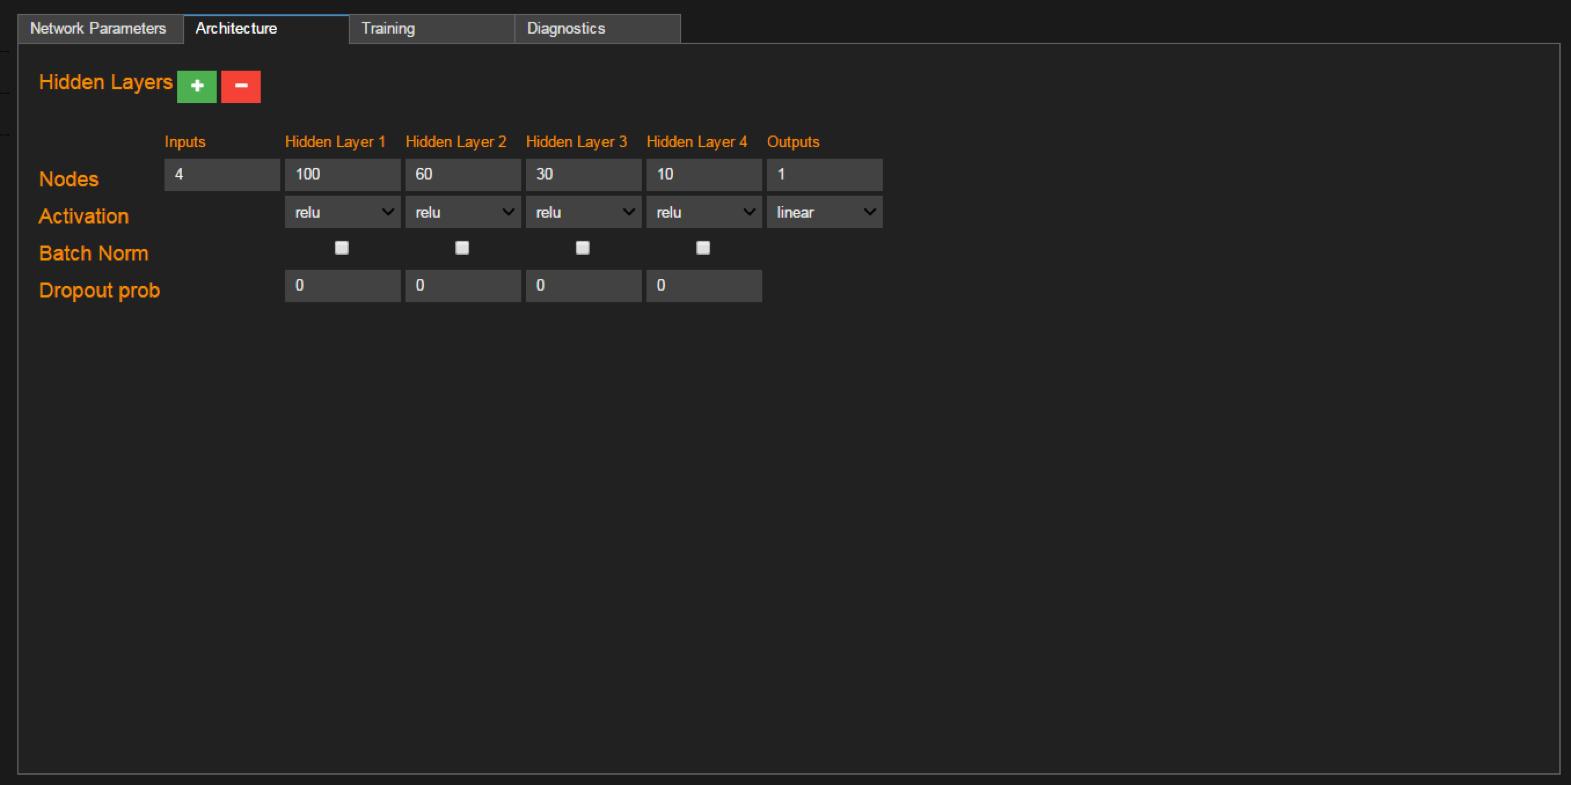 Network Parameters Architecture Training Diagnostics
Hidden Layers + -
Inputs Hidden Layer 1 Hidden Layer 2 Hidden Layer 3 Hidden Layer 4 Outputs
Nodes 4 100 60 30 10 1
Activation relu relu relu relu linear
Batch Norm
Dropout prob 0 0 0 0